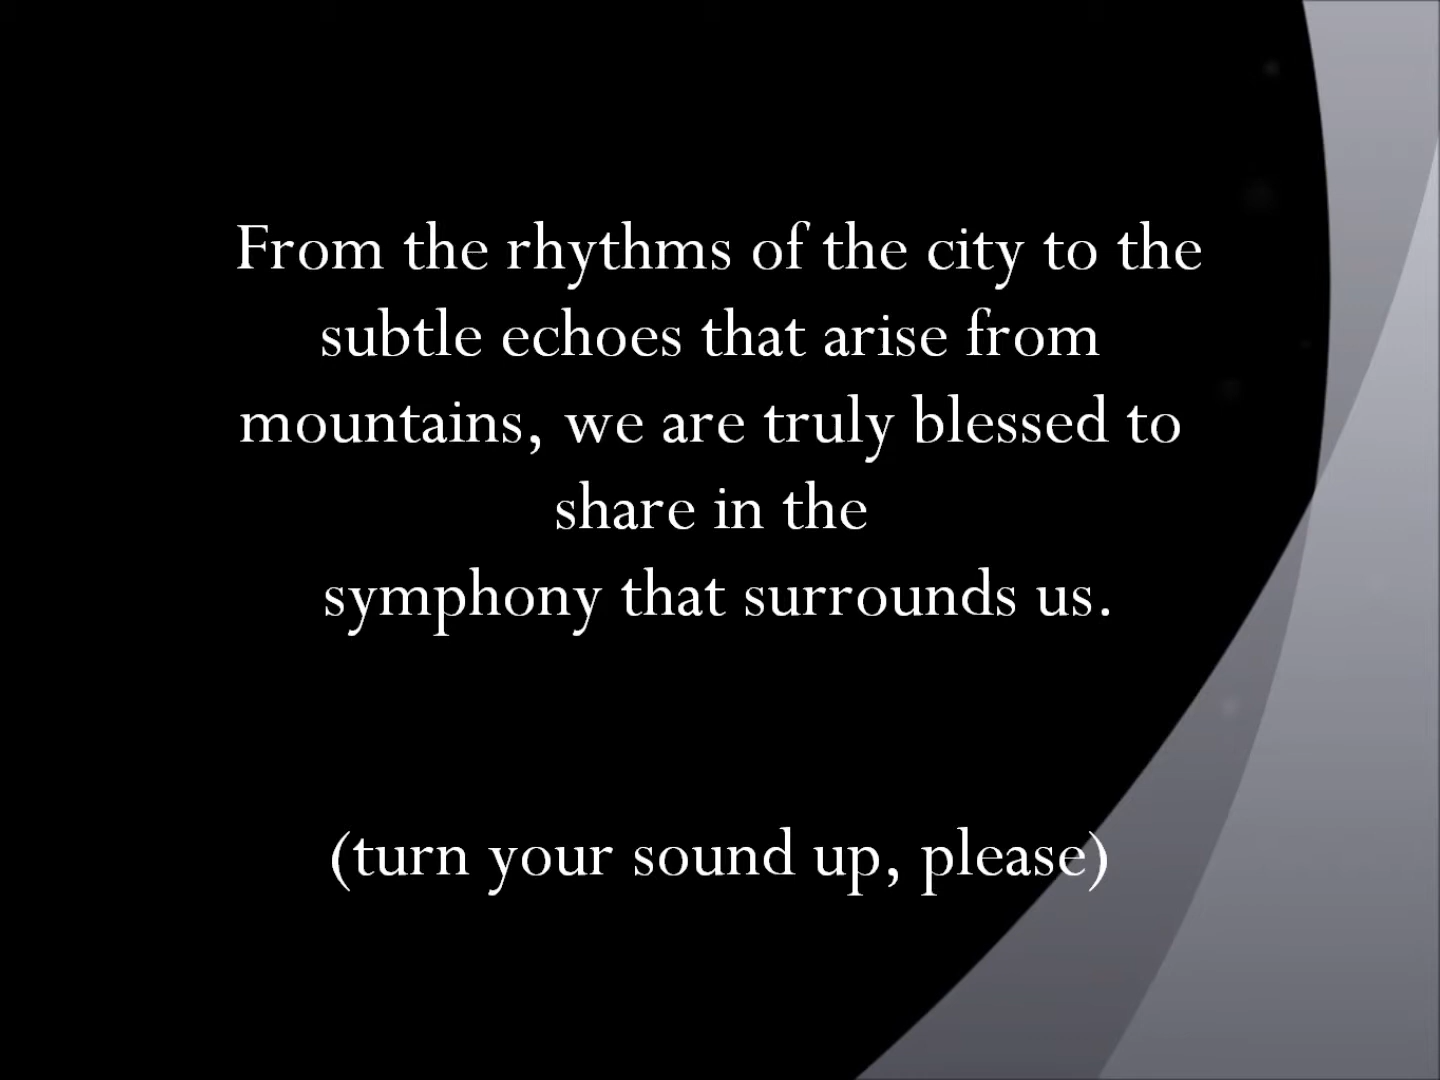 From the rhythms of the city to the
subtle echoes that arise from
mountains, we are truly blessed to
share in the
symphony that surrounds us.
(turn your sound up, please)